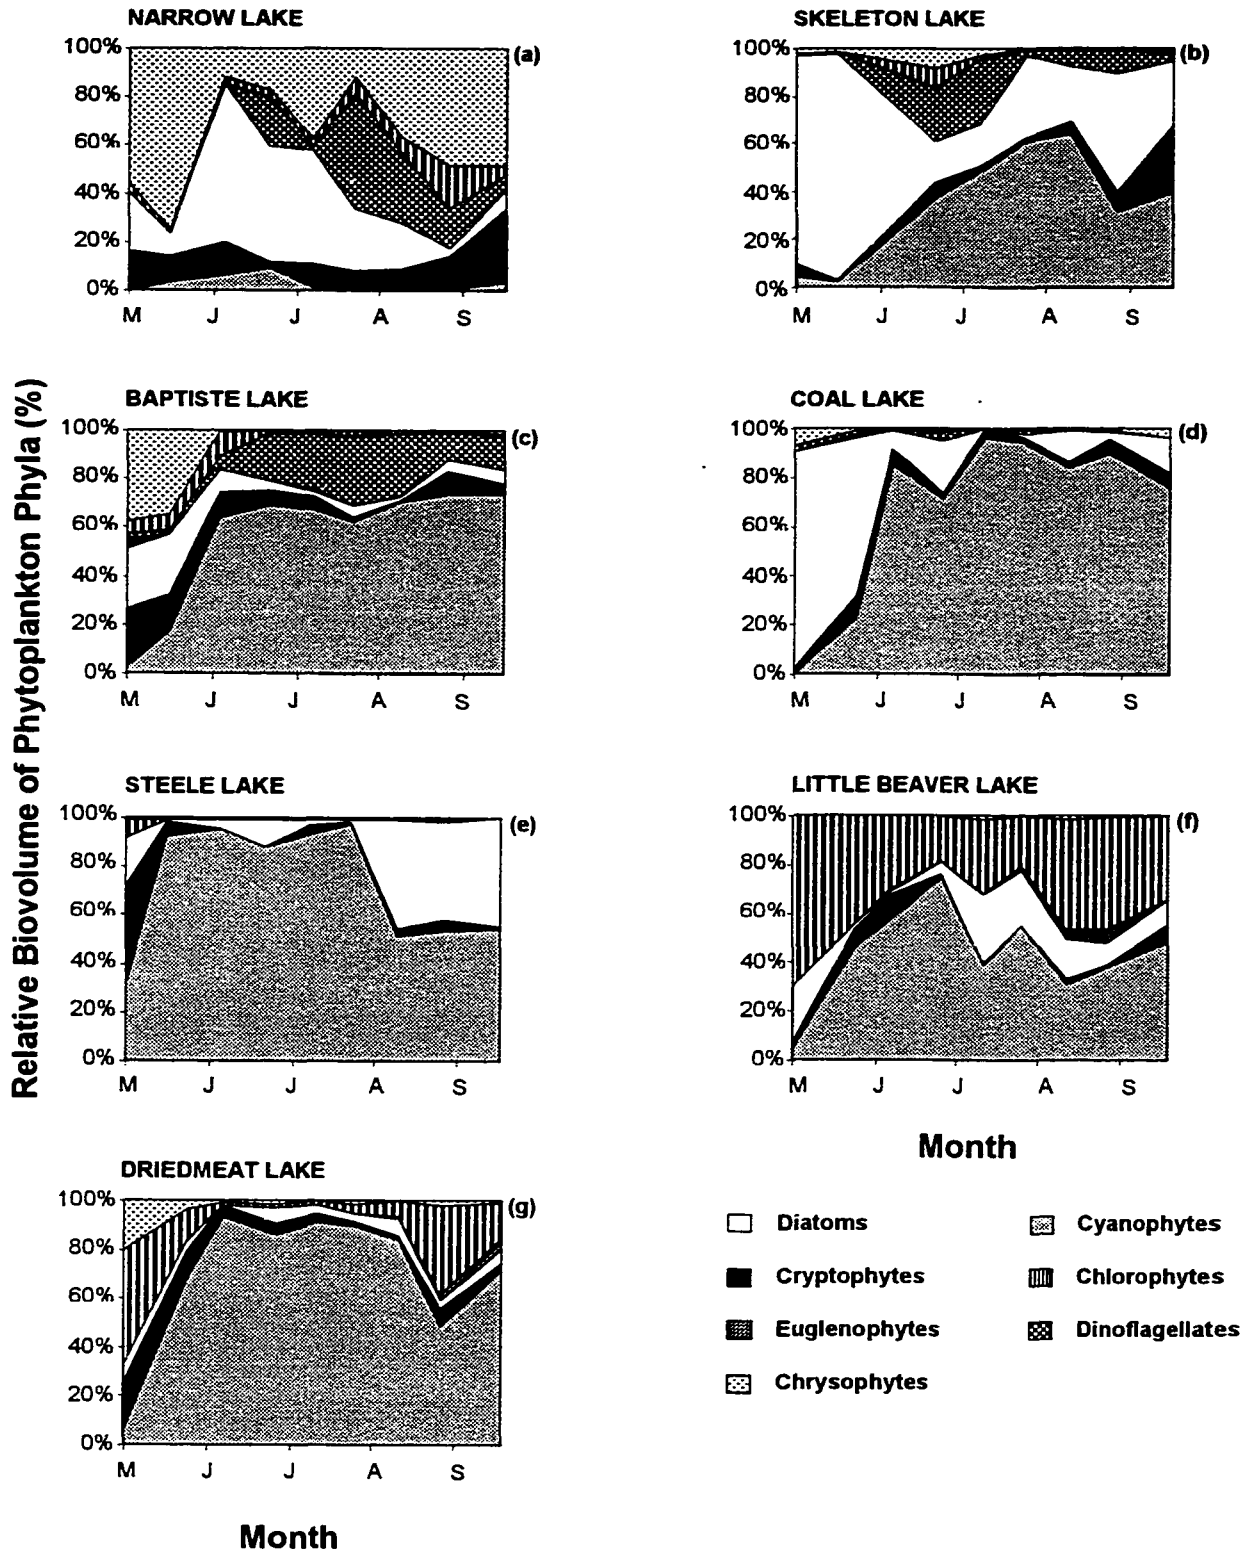 NARROW LAKE
(a)
100%
80%
60%
40%
20%
0%
M J J A S
SKELETON LAKE
(b)
100%
80%
60%
40%
20%
0%
M J J A S
Relative Biovolume of Phytoplankton Phyla (%)
BAPTISTE LAKE
(c)
100%
80%
60%
40%
20%
0%
M J J A S
COAL LAKE
(d)
100%
80%
60%
40%
20%
0%
M J J A S
STEELE LAKE
(e)
100%
80%
60%
40%
20%
0%
M J J A S
LITTLE BEAVER LAKE
(f)
100%
80%
60%
40%
20%
0%
M J J A S
Month
DRIEDMEAT LAKE
(g)
100%
80%
60%
40%
20%
0%
M J J A S
Month
Diatoms
Cyanophytes
Cryptophytes
Chlorophytes
Euglenophytes
Dinoflagellates
Chrysophytes